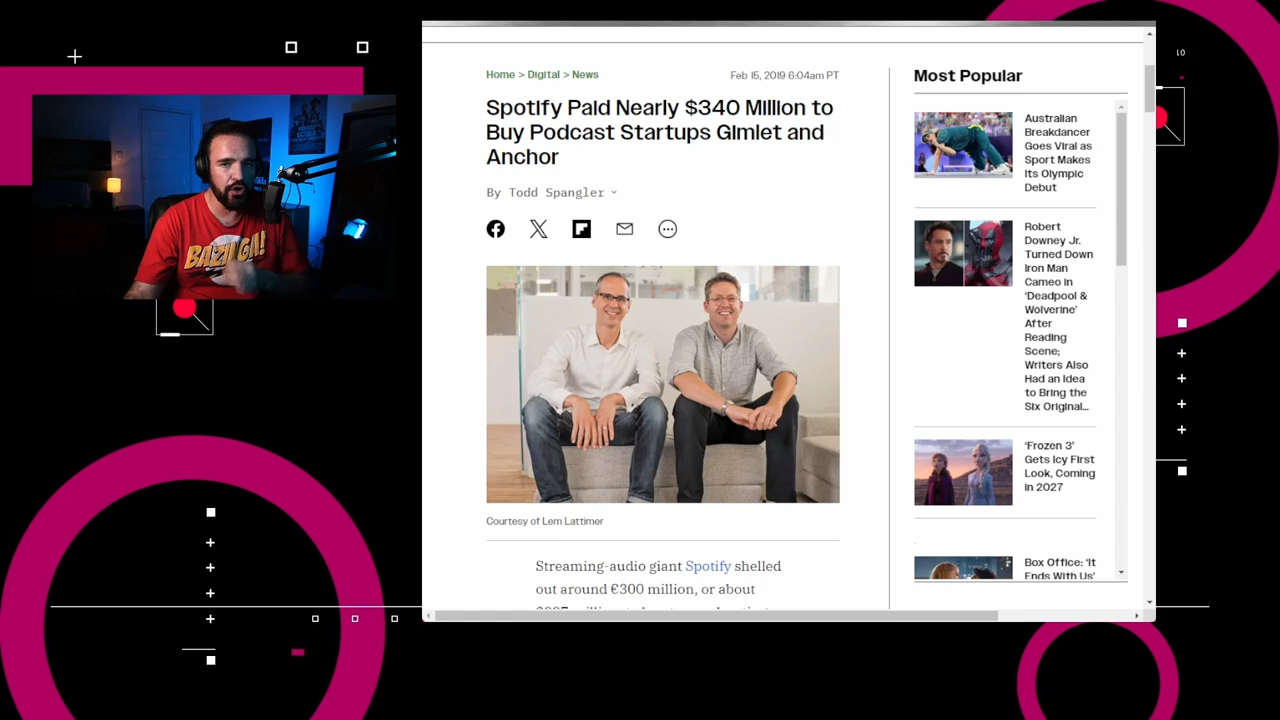 BAZINGA!
Home > Digital > News
Feb 15, 2019 6:04am PT
Spotify Paid Nearly $340 Million to
Buy Podcast Startups Gimlet and
Anchor
By Todd Spangler
Courtesy of Lem Lattimer
Streaming-audio giant Spotify shelled
out around €300 million, or about
Most Popular
Australian
Breakdancer
Goes Viral as
Sport Makes
Its Olympic
Debut
Robert
Downey Jr.
Turned Down
Iron Man
Cameo in
‘Deadpool &
Wolverine’
After
Reading
Scene;
Writers Also
Had an Idea
to Bring the
Six Original...
‘Frozen 3’
Gets Icy First
Look, Coming
in 2027
Box Office: ‘It
Ends With Us’
10